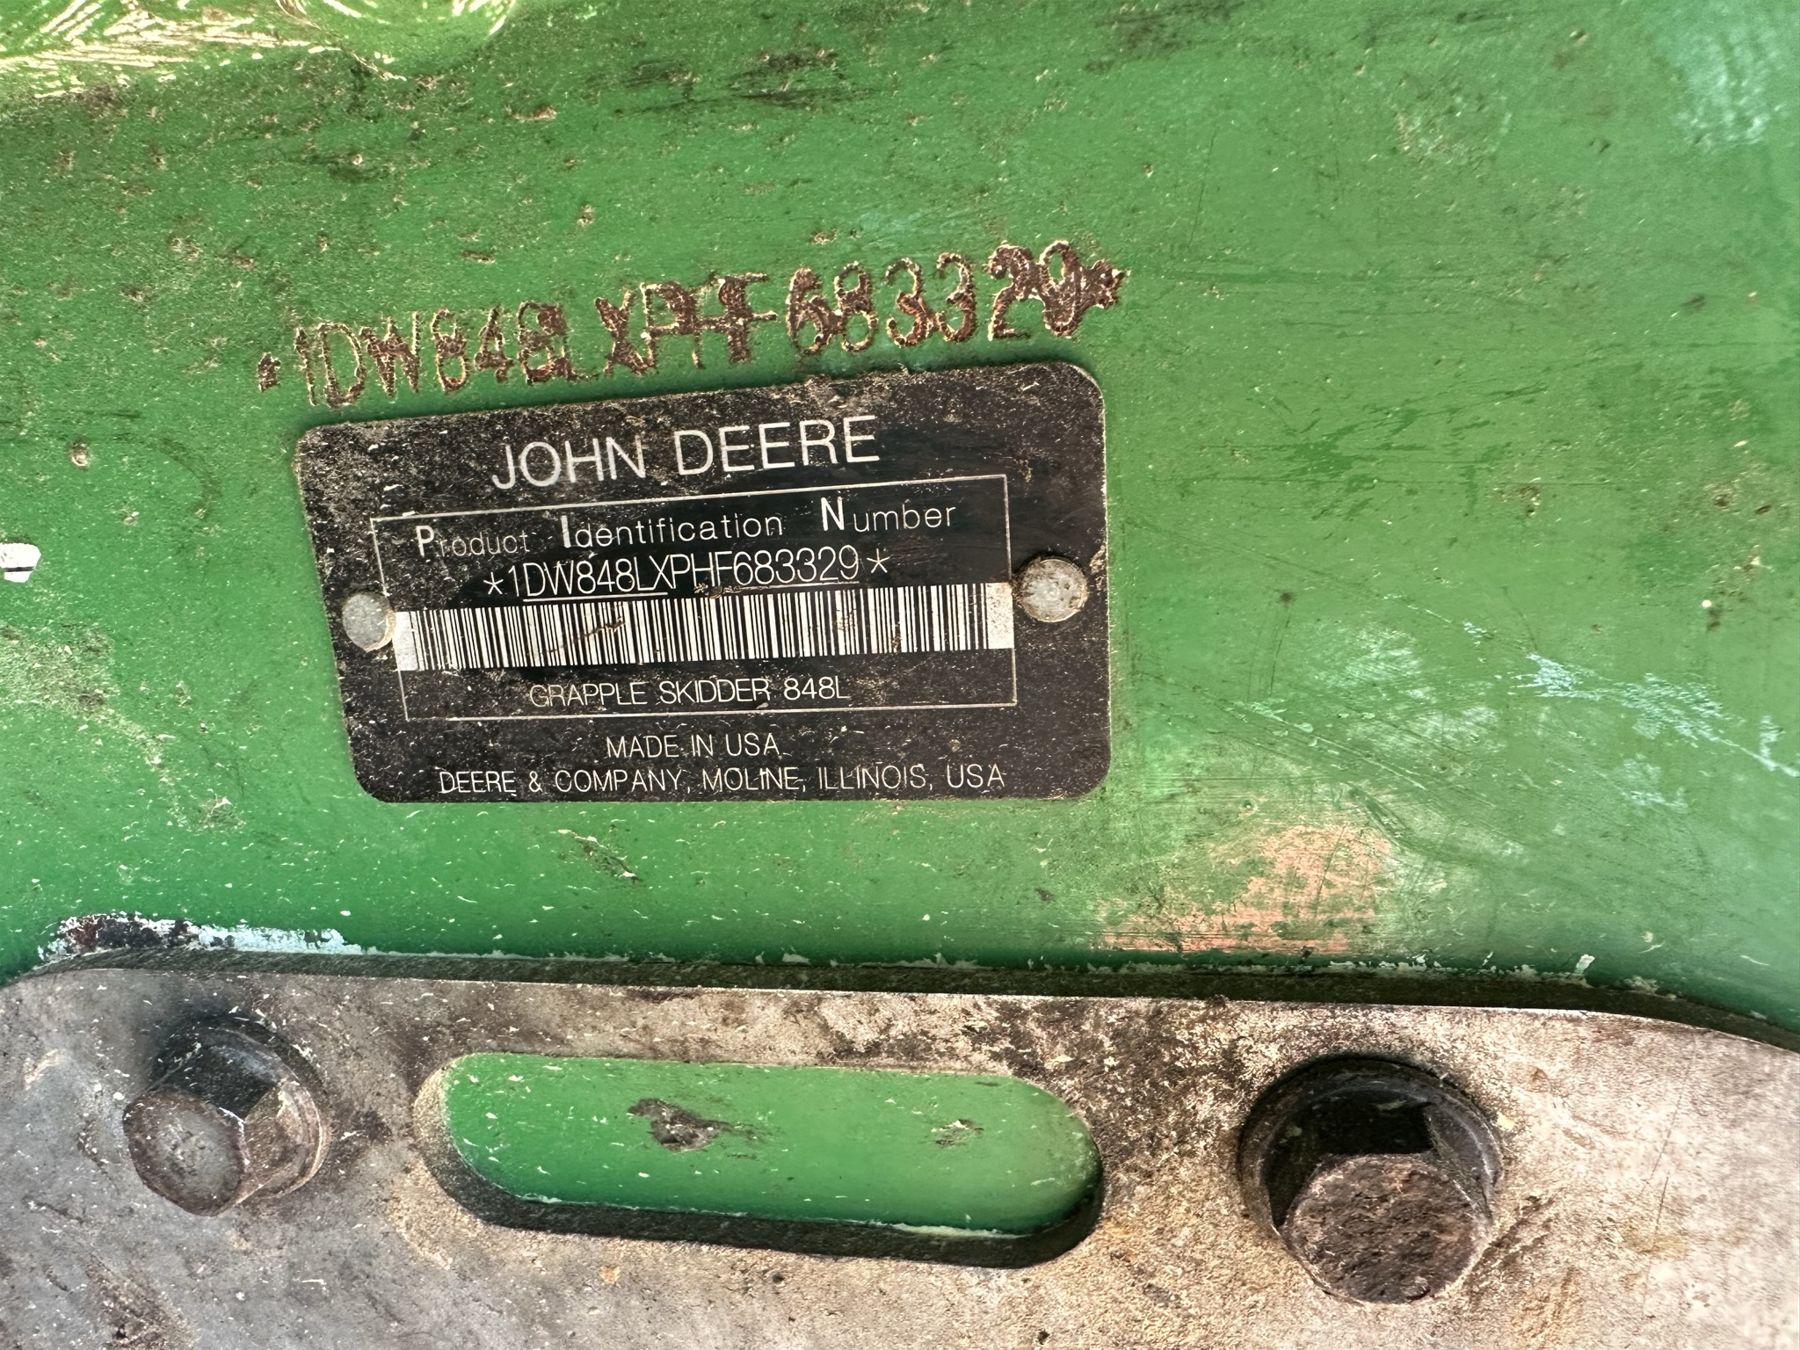 *1DW848LXPHF683329*
JOHN DEERE
Product Identification Number
*1DW848LXPHF683329*
GRAPPLE SKIDDER 848L
MADE IN USA
DEERE & COMPANY, MOLINE, ILLINOIS, USA